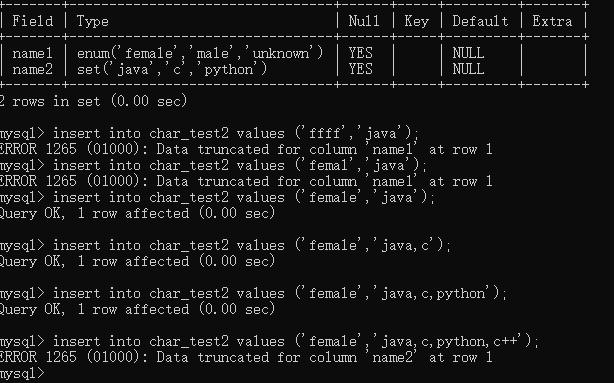 | Field | Type                            | Null | Key | Default | Extra |
| name1 | enum('female','male','unknown') | YES  |     | NULL    |       |
| name2 | set('java','c','python')        | YES  |     | NULL    |       |
2 rows in set (0.00 sec)
mysql> insert into char_test2 values ('ffff','java');
ERROR 1265 (01000): Data truncated for column 'name1' at row 1
mysql> insert into char_test2 values ('femal','java');
ERROR 1265 (01000): Data truncated for column 'name1' at row 1
mysql> insert into char_test2 values ('female','java');
Query OK, 1 row affected (0.00 sec)
mysql> insert into char_test2 values ('female','java,c');
Query OK, 1 row affected (0.00 sec)
mysql> insert into char_test2 values ('female','java,c,python');
Query OK, 1 row affected (0.00 sec)
mysql> insert into char_test2 values ('female','java,c,python,c++');
ERROR 1265 (01000): Data truncated for column 'name2' at row 1
mysql>